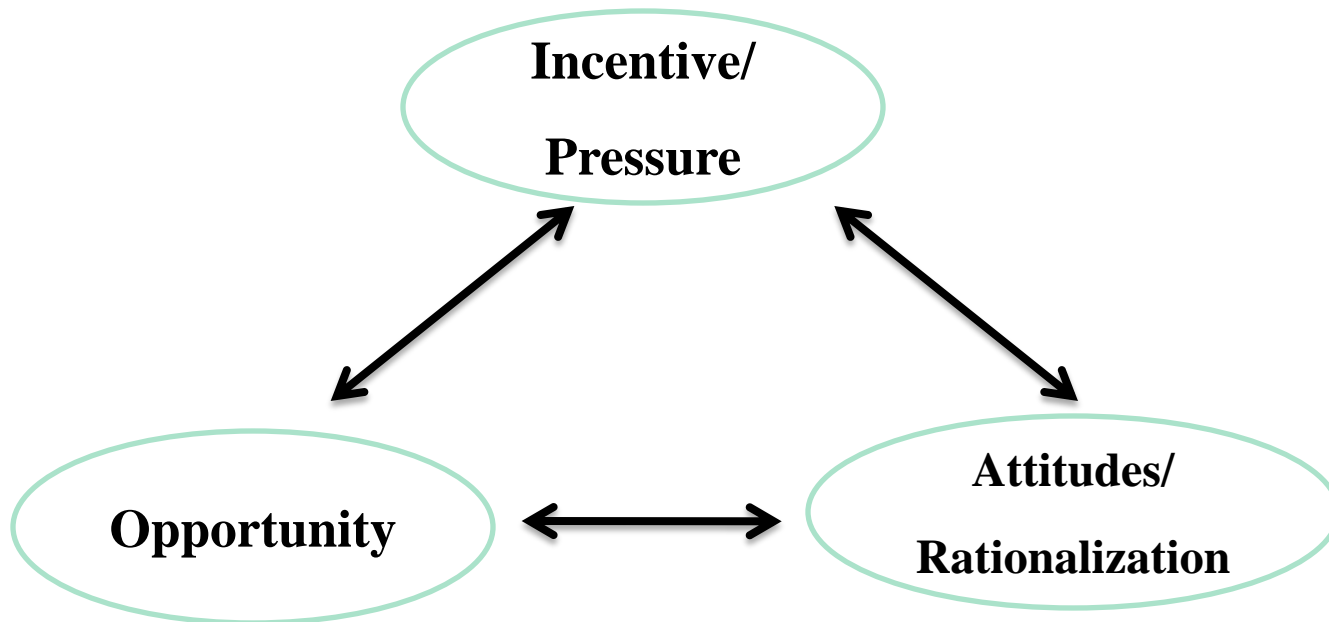 Incentive/
Pressure
Opportunity
Attitudes/
Rationalization